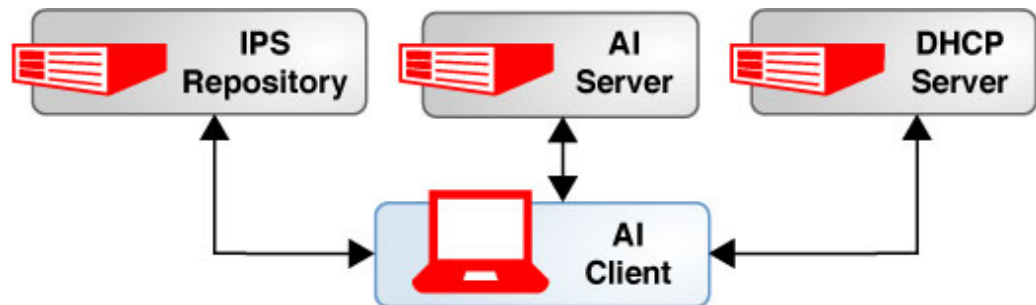 IPS
Repository
AI
Server
DHCP
Server
AI
Client